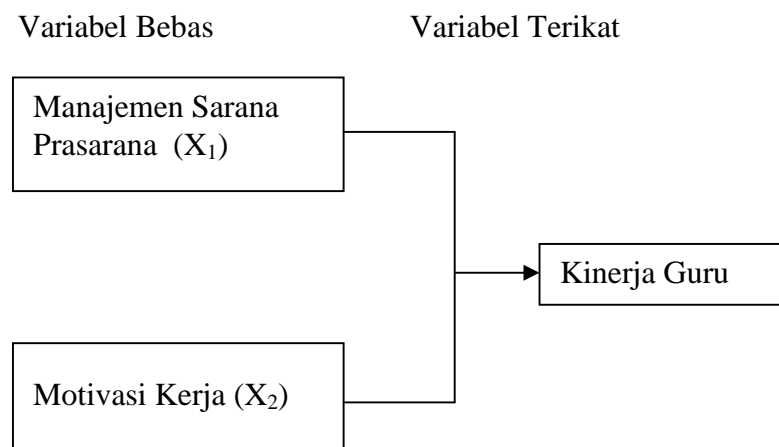 Variabel Bebas
Variabel Terikat
Manajemen Sarana
Prasarana (X₁)
Kinerja Guru
Motivasi Kerja (X₂)